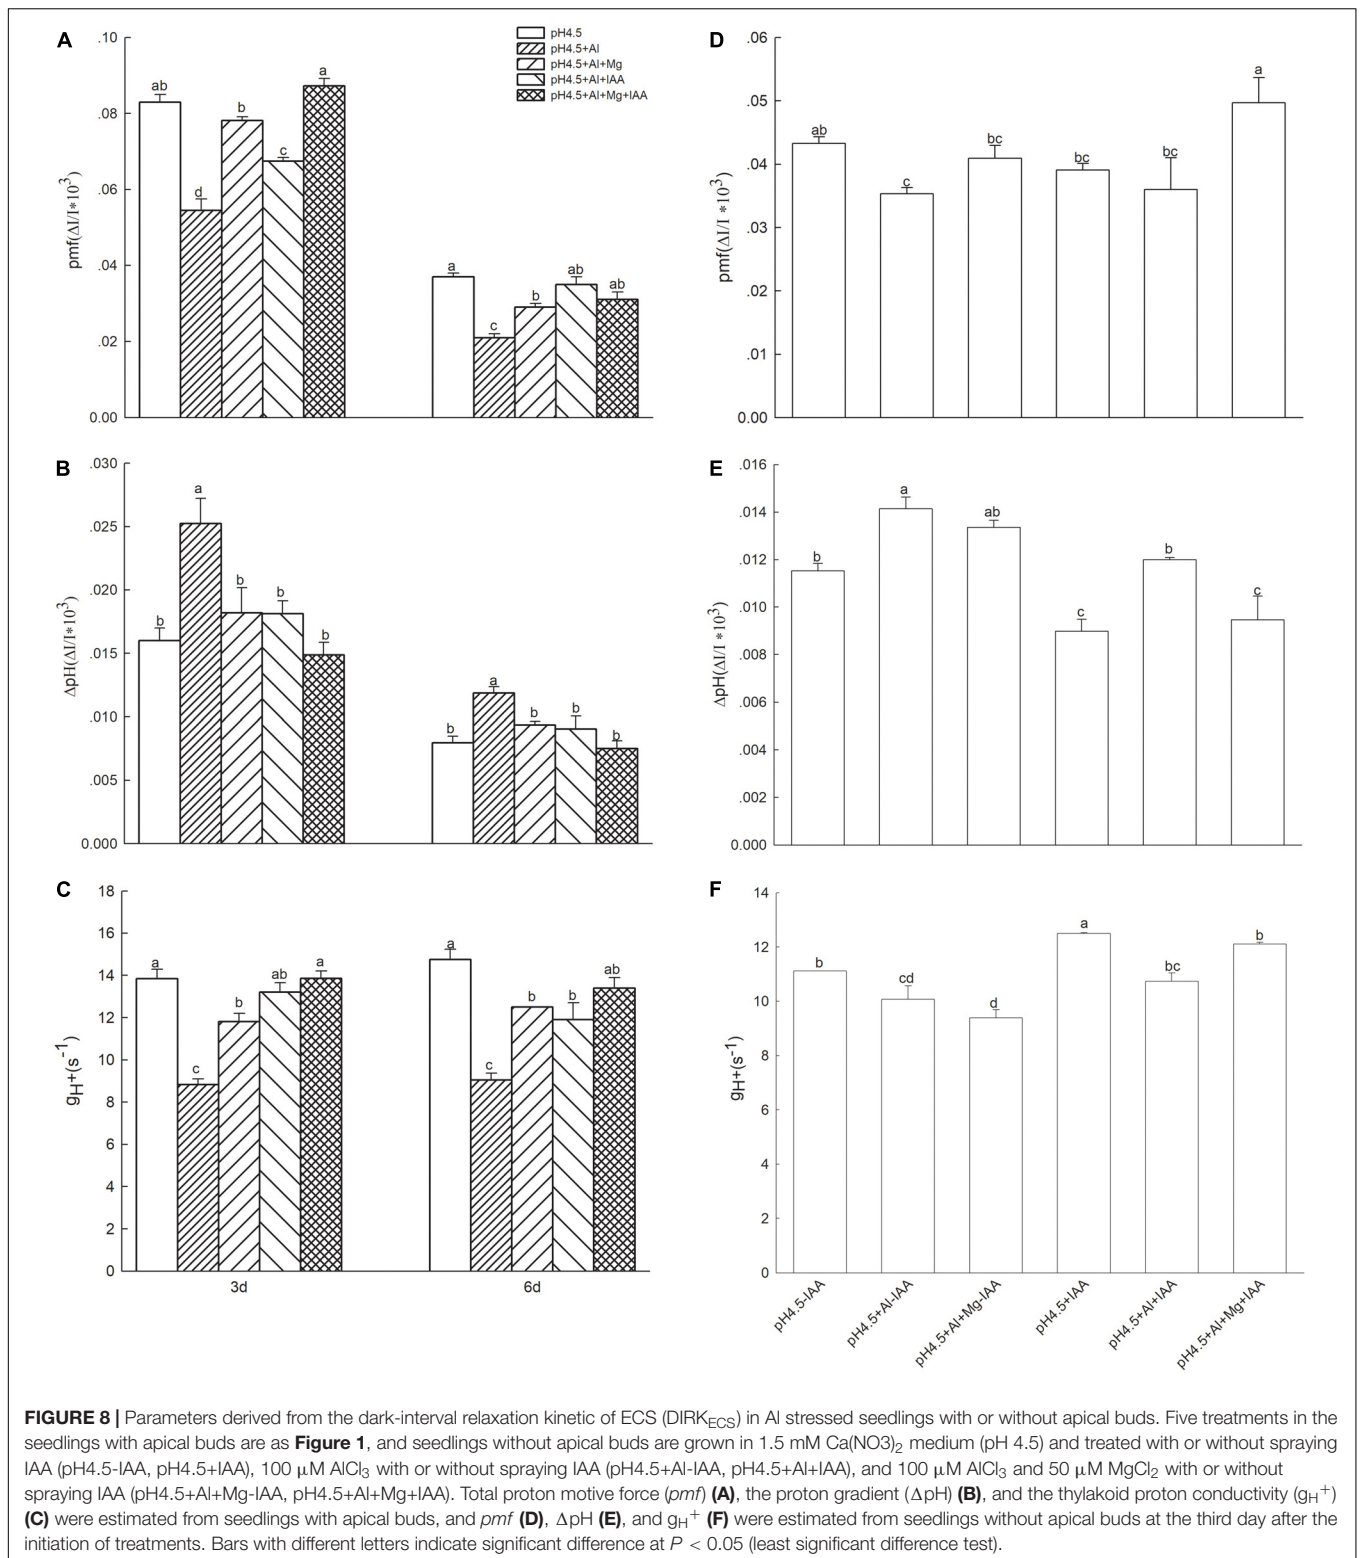 A
.10
.08
.06
.04
.02
0.00
pmf(ΔI/I*10³)
pH4.5
pH4.5+Al
pH4.5+Al+Mg
pH4.5+Al+IAA
pH4.5+Al+Mg+IAA
ab
d
b
c
a
a
c
b
ab
ab
D
.06
.05
.04
.03
.02
.01
0.00
pmf(ΔI/I *10³)
ab
c
bc
bc
bc
a
B
.030
.025
.020
.015
.010
.005
0.000
ΔpH(ΔI/I*10³)
b
a
b
b
b
b
a
b
b
b
E
.016
.014
.012
.010
.008
.006
.004
.002
0.000
ΔpH(ΔI/I *10³)
b
a
ab
c
b
c
C
18
16
14
12
10
8
6
4
2
0
gH+(s⁻¹)
a
c
b
ab
a
a
c
b
b
ab
3d
6d
F
14
12
10
8
6
4
2
0
gH+(s⁻¹)
b
cd
d
a
bc
b
pH4.5-IAA
pH4.5+Al-IAA
pH4.5+Al+Mg-IAA
pH4.5+IAA
pH4.5+Al+IAA
pH4.5+Al+Mg+IAA
FIGURE 8 | Parameters derived from the dark-interval relaxation kinetic of ECS (DIRKECS) in Al stressed seedlings with or without apical buds. Five treatments in the
seedlings with apical buds are as Figure 1, and seedlings without apical buds are grown in 1.5 mM Ca(NO3)₂ medium (pH 4.5) and treated with or without spraying
IAA (pH4.5-IAA, pH4.5+IAA), 100 μM AlCl₃ with or without spraying IAA (pH4.5+Al-IAA, pH4.5+Al+IAA), and 100 μM AlCl₃ and 50 μM MgCl₂ with or without
spraying IAA (pH4.5+Al+Mg-IAA, pH4.5+Al+Mg+IAA). Total proton motive force (pmf) (A), the proton gradient (ΔpH) (B), and the thylakoid proton conductivity (gH⁺)
(C) were estimated from seedlings with apical buds, and pmf (D), ΔpH (E), and gH⁺ (F) were estimated from seedlings without apical buds at the third day after the
initiation of treatments. Bars with different letters indicate significant difference at P < 0.05 (least significant difference test).